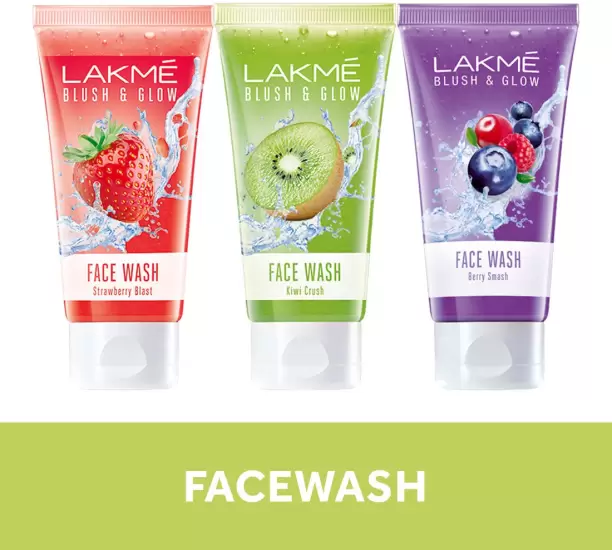 LAKMÉ
BLUSH & GLOW
FACE WASH
Strawberry Blast
LAKMÉ
BLUSH & GLOW
FACE WASH
Kiwi Crush
LAKMÉ
BLUSH & GLOW
FACE WASH
Berry Smash
FACEWASH